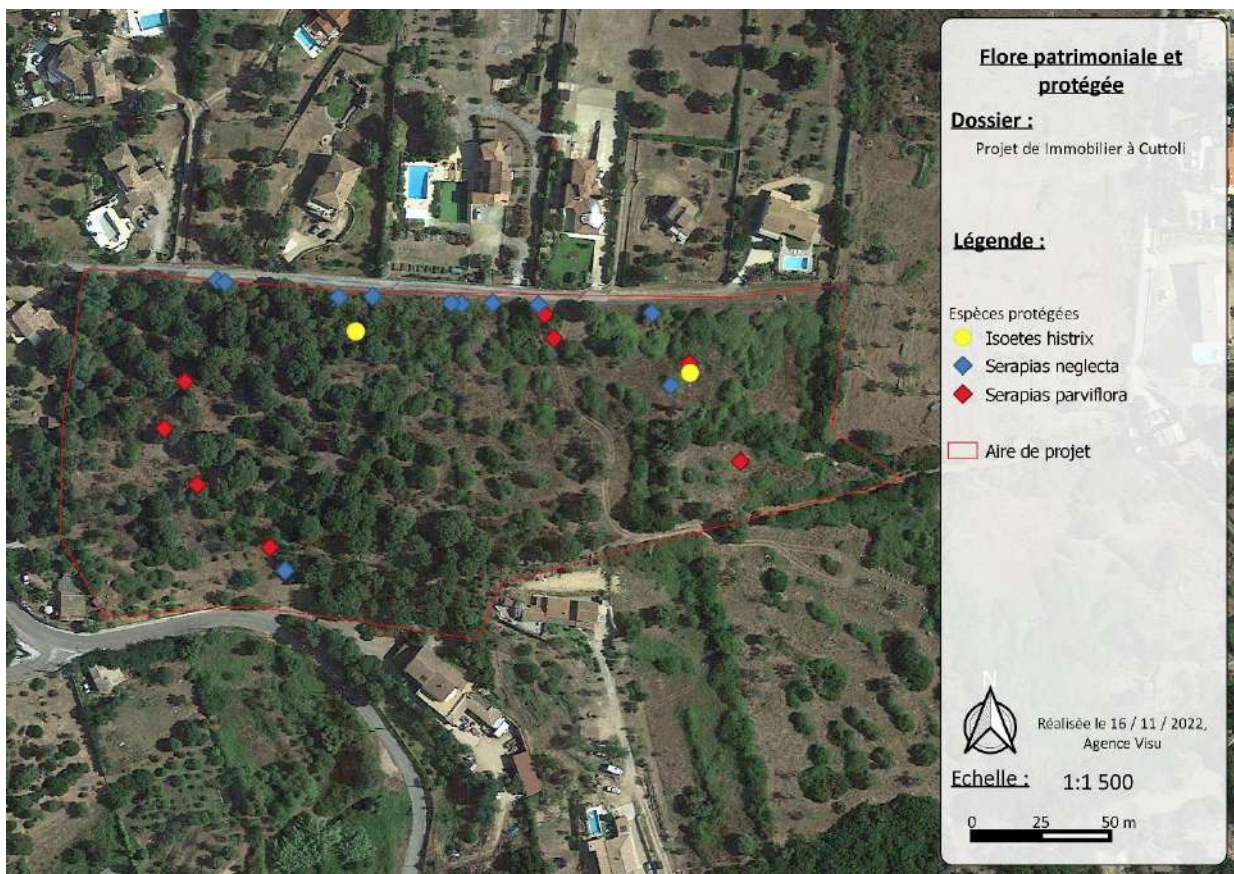 Flore patrimoniale et
protégée
Dossier :
Projet de Immobilier à Cuttoli
Légende :
Espèces protégées
Isoetes histrix
Serapias neglecta
Serapias parviflora
Aire de projet
N
Réalisée le 16 / 11 / 2022,
Agence Visu
Echelle : 1:1 500
0 25 50 m